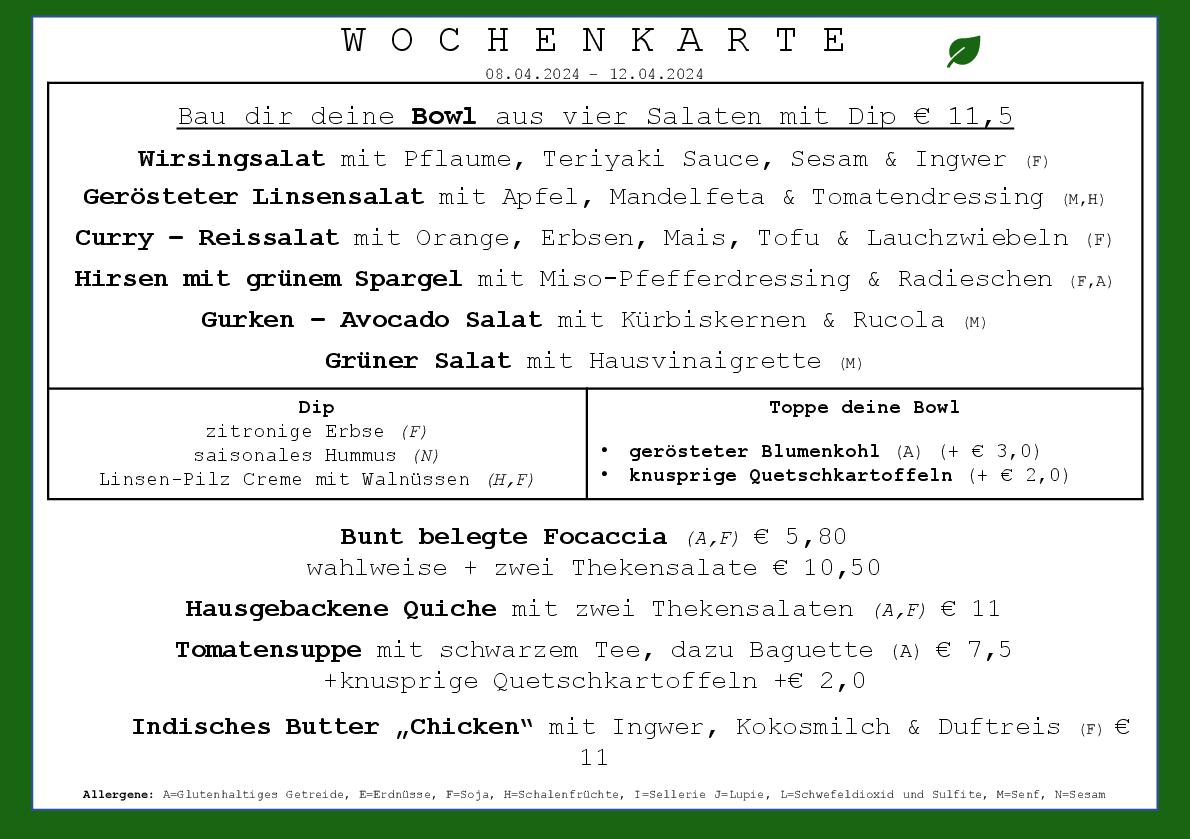 WOCHENKARTE
08.04.2024 – 12.04.2024
Bau dir deine Bowl aus vier Salaten mit Dip € 11,5
Wirsingsalat mit Pflaume, Teriyaki Sauce, Sesam & Ingwer (F)
Gerösteter Linsensalat mit Apfel, Mandelfeta & Tomatendressing (M,H)
Curry – Reissalat mit Orange, Erbsen, Mais, Tofu & Lauchzwiebeln (F)
Hirsen mit grünem Spargel mit Miso-Pfefferdressing & Radieschen (F,A)
Gurken – Avocado Salat mit Kürbiskernen & Rucola (M)
Grüner Salat mit Hausvinaigrette (M)
Dip
zitronige Erbse (F)
saisonales Hummus (N)
Linsen-Pilz Creme mit Walnüssen (H,F)
Toppe deine Bowl
• gerösteter Blumenkohl (A) (+ € 3,0)
• knusprige Quetschkartoffeln (+ € 2,0)
Bunt belegte Focaccia (A,F) € 5,80
wahlweise + zwei Thekensalate € 10,50
Hausgebackene Quiche mit zwei Thekensalaten (A,F) € 11
Tomatensuppe mit schwarzem Tee, dazu Baguette (A) € 7,5
+knusprige Quetschkartoffeln +€ 2,0
Indisches Butter „Chicken“ mit Ingwer, Kokosmilch & Duftreis (F) €
11
Allergene: A=Glutenhaltiges Getreide, E=Erdnüsse, F=Soja, H=Schalenfrüchte, I=Sellerie J=Lupie, L=Schwefeldioxid und Sulfite, M=Senf, N=Sesam